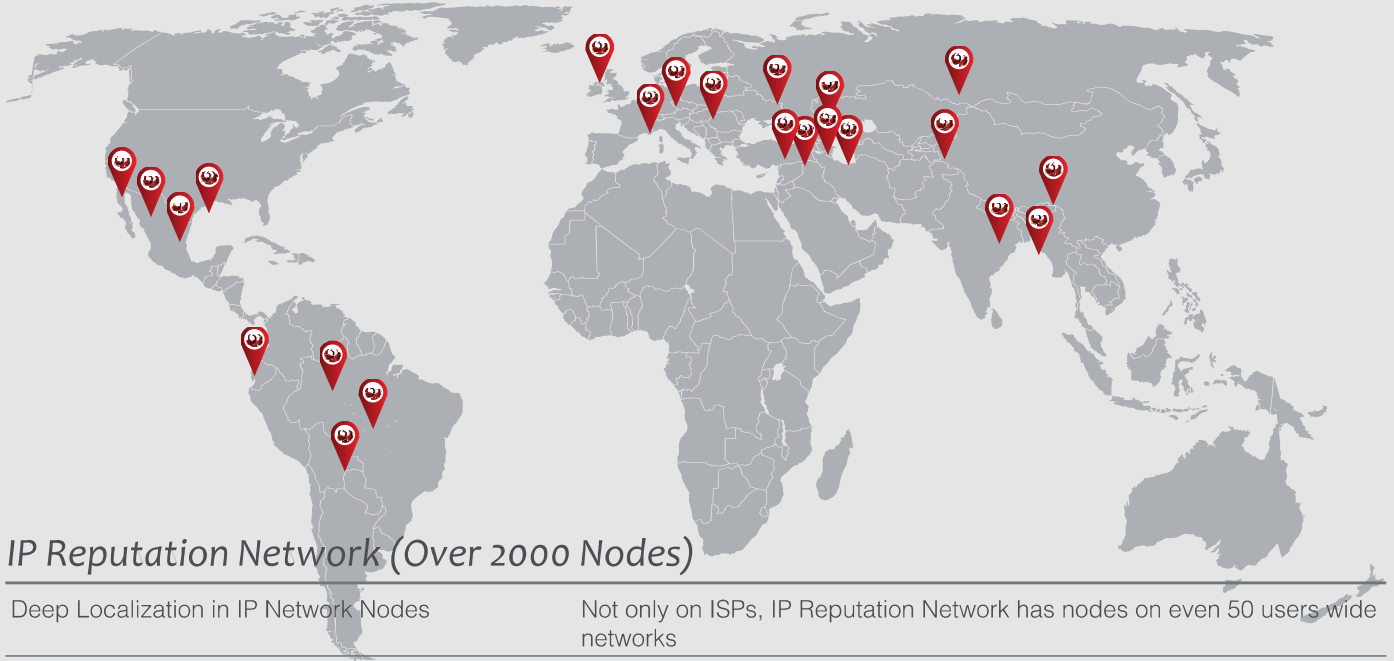 IP Reputation Network (Over 2000 Nodes)
Deep Localization in IP Network Nodes
Not only on ISPs, IP Reputation Network has nodes on even 50 users wide
networks